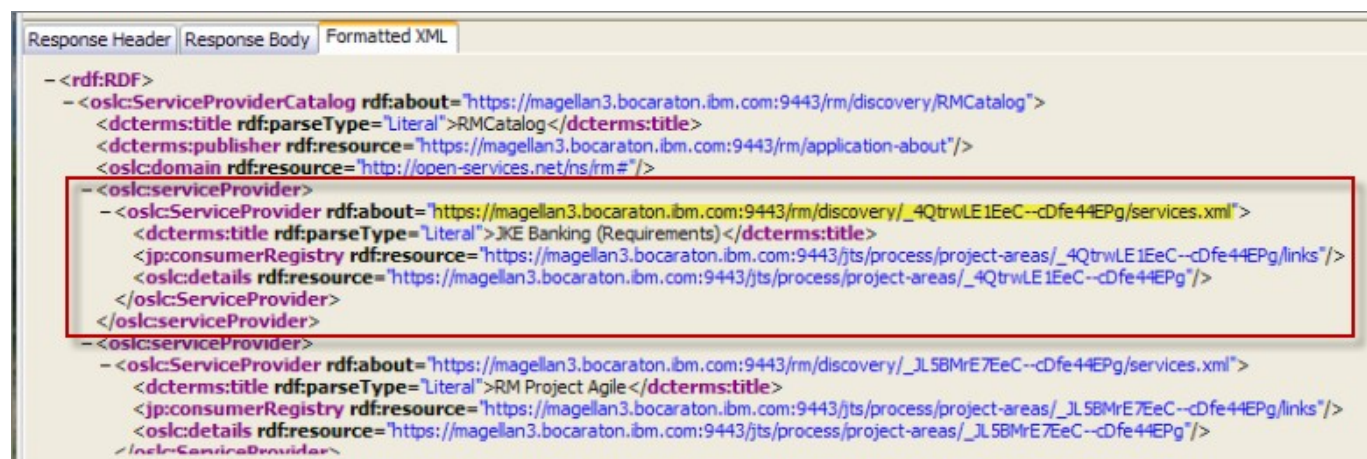 Response Header Response Body Formatted XML
−<rdf:RDF>
−<oslc:ServiceProviderCatalog rdf:about="https://magellan3.bocaraton.ibm.com:9443/rm/discovery/RMCatalog">
<dcterms:title rdf:parseType="Literal">RMCatalog</dcterms:title>
<dcterms:publisher rdf:resource="https://magellan3.bocaraton.ibm.com:9443/rm/application-about"/>
<oslc:domain rdf:resource="http://open-services.net/ns/rm#"/>
−<oslc:serviceProvider>
−<oslc:ServiceProvider rdf:about="https://magellan3.bocaraton.ibm.com:9443/rm/discovery/_4QtrwLE1EeC--cDfe44EPg/services.xml">
<dcterms:title rdf:parseType="Literal">JKE Banking (Requirements)</dcterms:title>
<jp:consumerRegistry rdf:resource="https://magellan3.bocaraton.ibm.com:9443/jts/process/project-areas/_4QtrwLE1EeC--cDfe44EPg/links"/>
<oslc:details rdf:resource="https://magellan3.bocaraton.ibm.com:9443/jts/process/project-areas/_4QtrwLE1EeC--cDfe44EPg"/>
</oslc:ServiceProvider>
</oslc:serviceProvider>
−<oslc:serviceProvider>
−<oslc:ServiceProvider rdf:about="https://magellan3.bocaraton.ibm.com:9443/rm/discovery/_JL5BMrE7EeC--cDfe44EPg/services.xml">
<dcterms:title rdf:parseType="Literal">RM Project Agile</dcterms:title>
<jp:consumerRegistry rdf:resource="https://magellan3.bocaraton.ibm.com:9443/jts/process/project-areas/_JL5BMrE7EeC--cDfe44EPg/links"/>
<oslc:details rdf:resource="https://magellan3.bocaraton.ibm.com:9443/jts/process/project-areas/_JL5BMrE7EeC--cDfe44EPg"/>
</oslc:ServiceProvider>